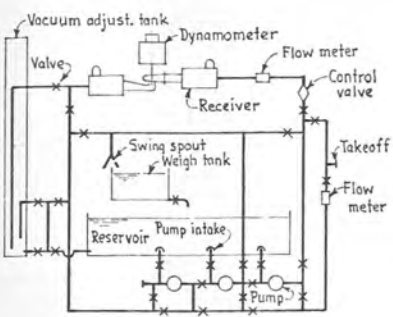 Vacuum adjust. tank
Dynamometer
Flow meter
Valve
Control
valve
Receiver
Swing spout
Weigh tank
Takeoff
Flow
meter
Reservoir
Pump intake
Pump